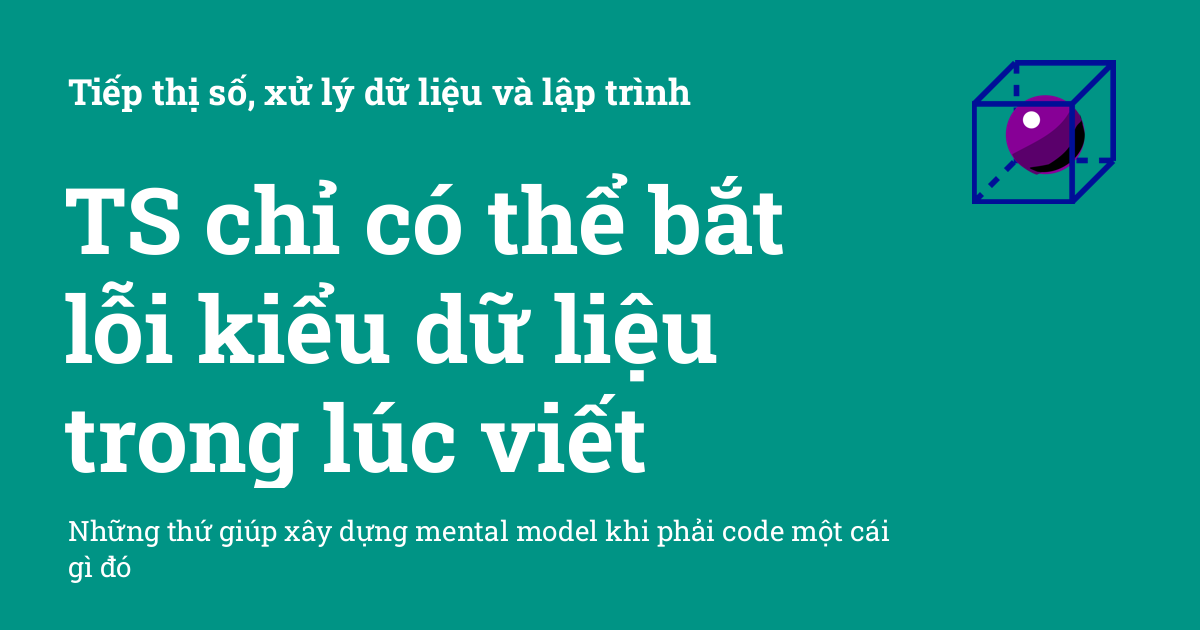 Tiếp thị số, xử lý dữ liệu và lập trình
TS chỉ có thể bắt
lỗi kiểu dữ liệu
trong lúc viết
Những thứ giúp xây dựng mental model khi phải code một cái
gì đó